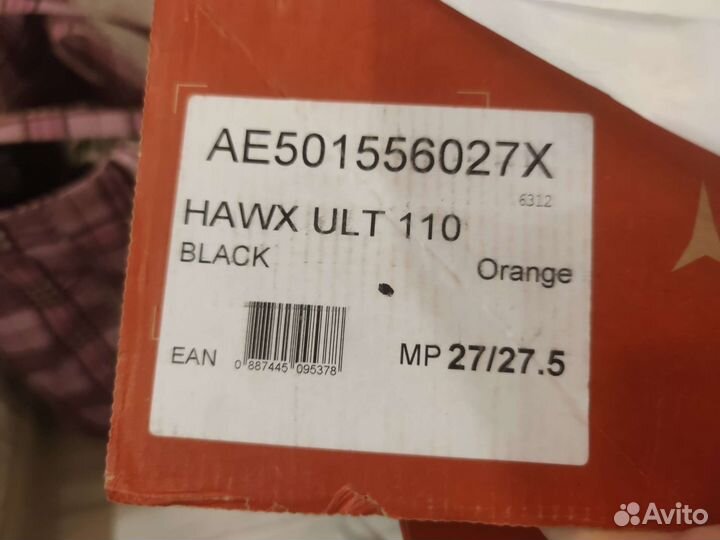 AE501556027X
6312
HAWX ULT 110
BLACK Orange
EAN 0 887445 095378 MP 27/27.5
Avito